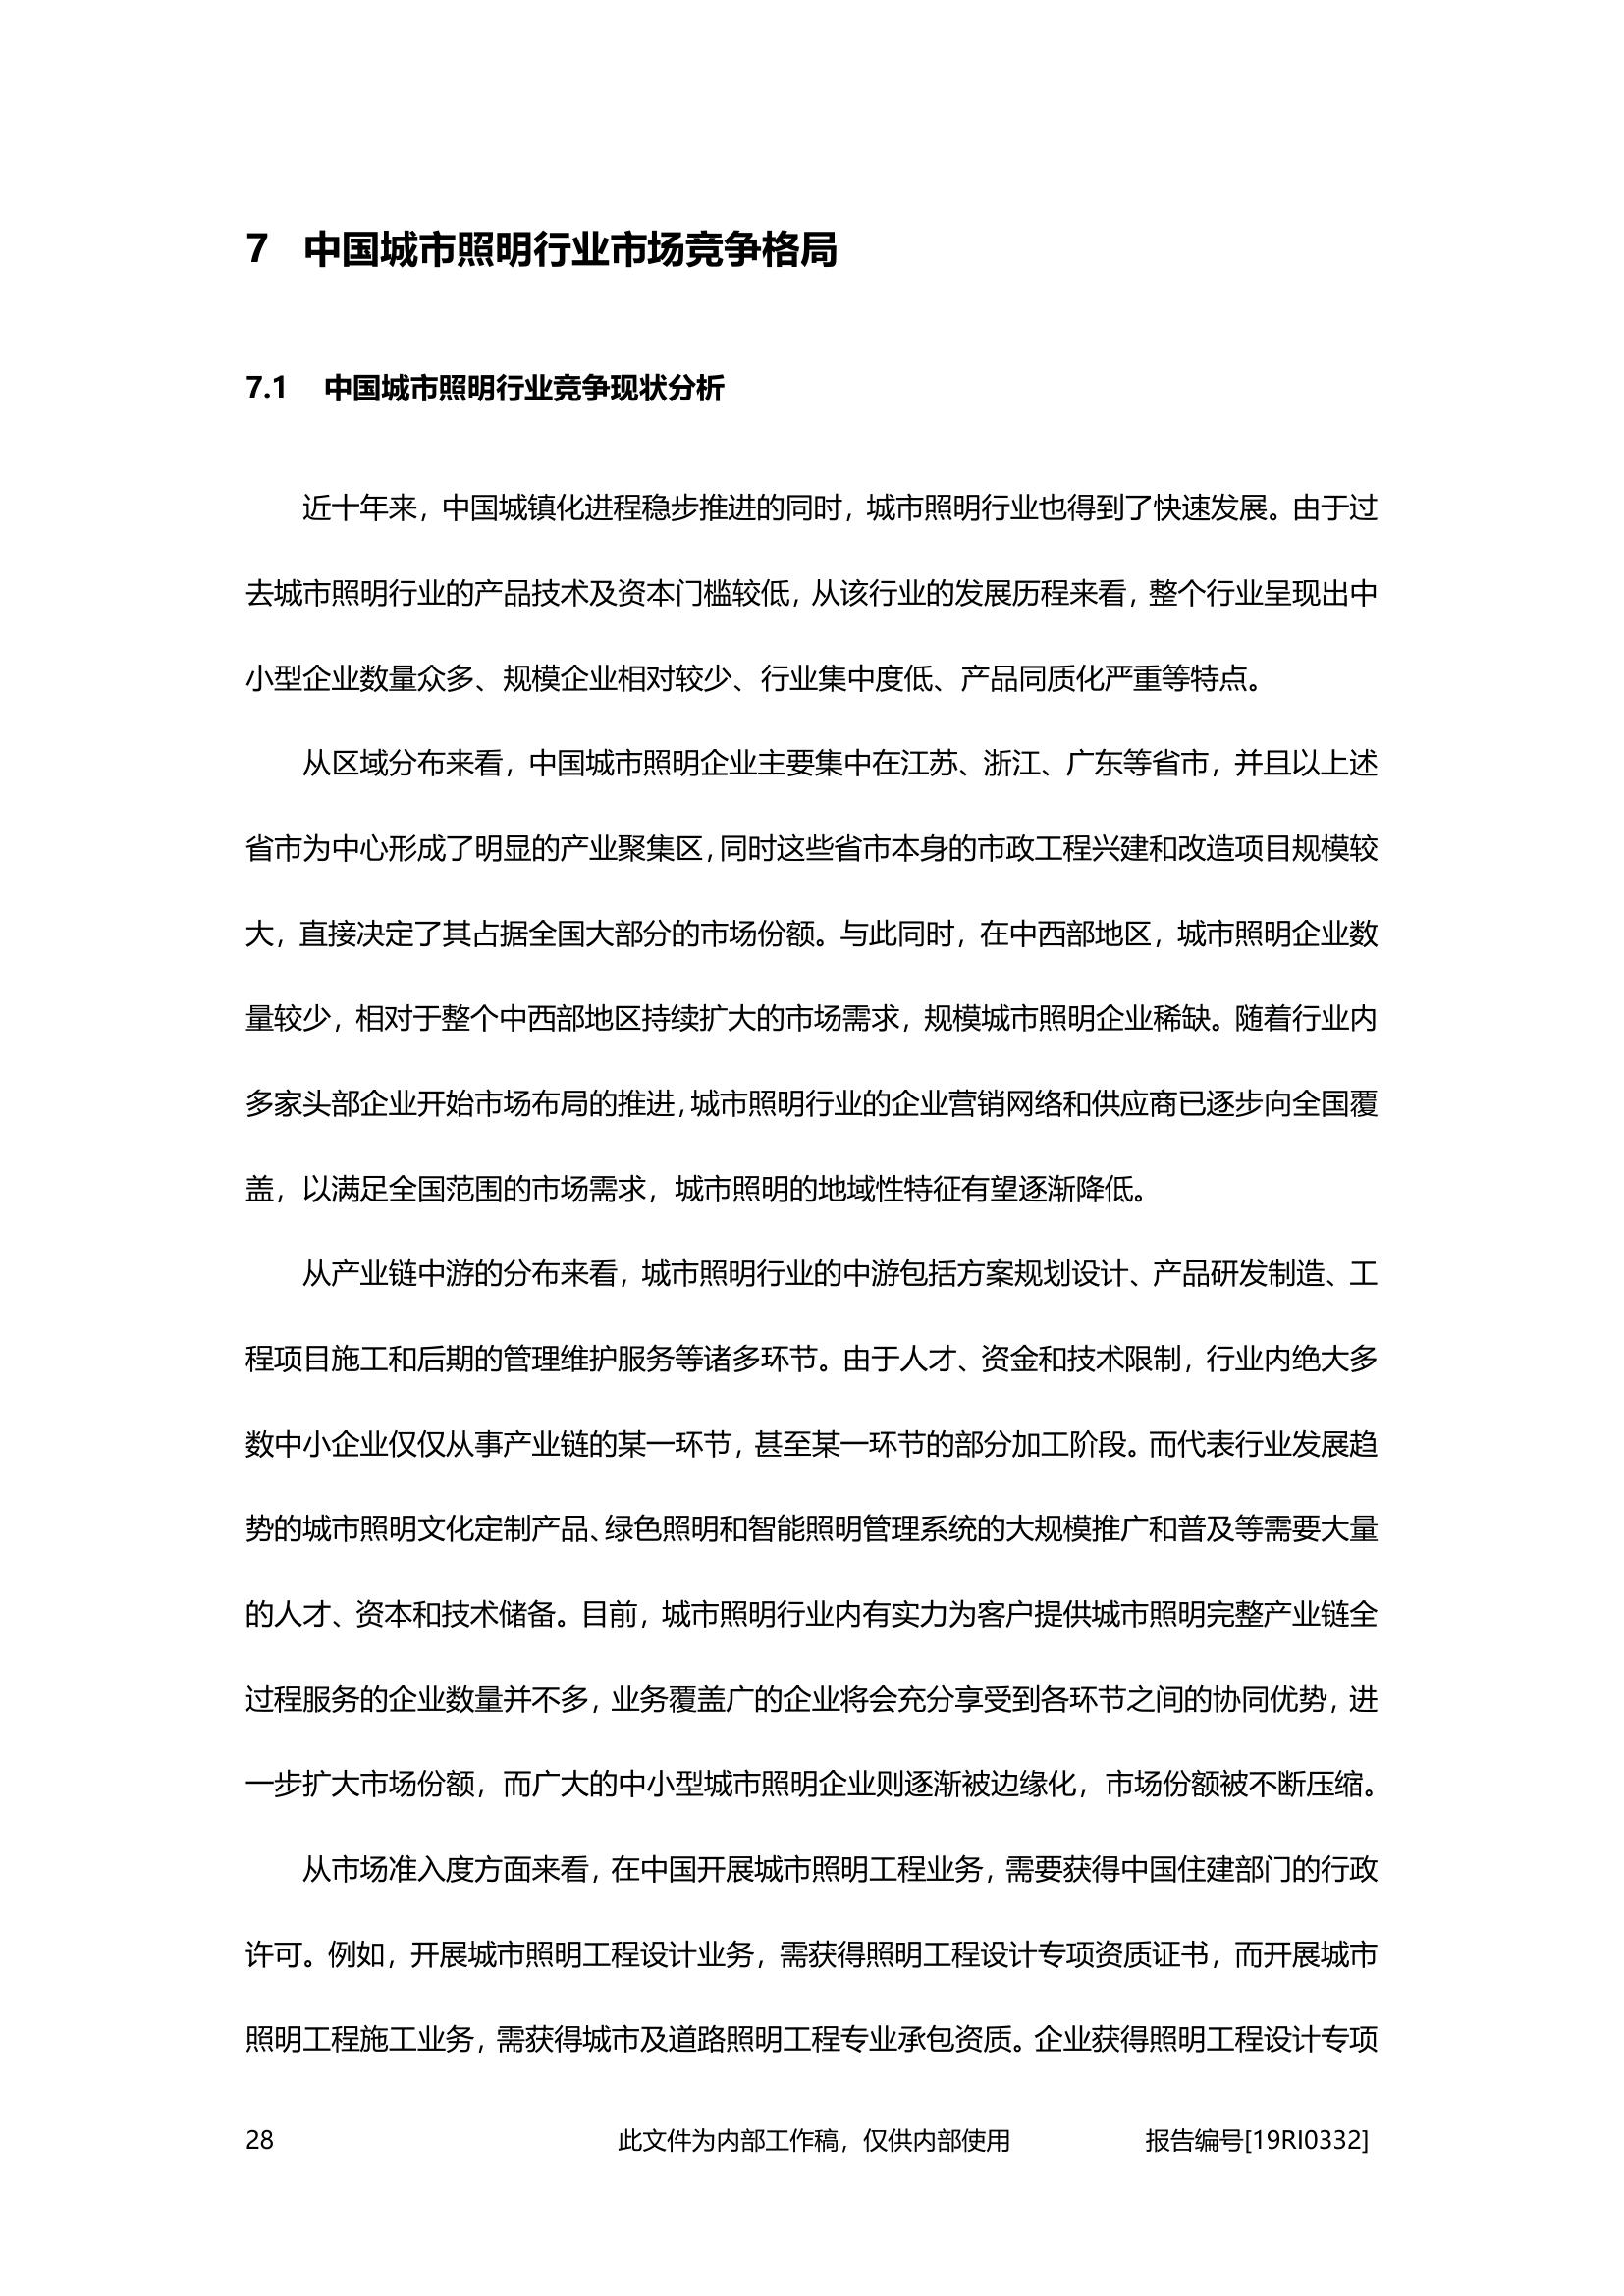 7 中国城市照明行业市场竞争格局
7.1 中国城市照明行业竞争现状分析
近十年来，中国城镇化进程稳步推进的同时，城市照明行业也得到了快速发展。由于过
去城市照明行业的产品技术及资本门槛较低，从该行业的发展历程来看，整个行业呈现出中
小型企业数量众多、规模企业相对较少、行业集中度低、产品同质化严重等特点。
从区域分布来看，中国城市照明企业主要集中在江苏、浙江、广东等省市，并且以上述
省市为中心形成了明显的产业聚集区，同时这些省市本身的市政工程兴建和改造项目规模较
大，直接决定了其占据全国大部分的市场份额。与此同时，在中西部地区，城市照明企业数
量较少，相对于整个中西部地区持续扩大的市场需求，规模城市照明企业稀缺。随着行业内
多家头部企业开始市场布局的推进，城市照明行业的企业营销网络和供应商已逐步向全国覆
盖，以满足全国范围的市场需求，城市照明的地域性特征有望逐渐降低。
从产业链中游的分布来看，城市照明行业的中游包括方案规划设计、产品研发制造、工
程项目施工和后期的管理维护服务等诸多环节。由于人才、资金和技术限制，行业内绝大多
数中小企业仅仅从事产业链的某一环节，甚至某一环节的部分加工阶段。而代表行业发展趋
势的城市照明文化定制产品、绿色照明和智能照明管理系统的大规模推广和普及等需要大量
的人才、资本和技术储备。目前，城市照明行业内有实力为客户提供城市照明完整产业链全
过程服务的企业数量并不多，业务覆盖广的企业将会充分享受到各环节之间的协同优势，进
一步扩大市场份额，而广大的中小型城市照明企业则逐渐被边缘化，市场份额被不断压缩。
从市场准入度方面来看，在中国开展城市照明工程业务，需要获得中国住建部门的行政
许可。例如，开展城市照明工程设计业务，需获得照明工程设计专项资质证书，而开展城市
照明工程施工业务，需获得城市及道路照明工程专业承包资质。企业获得照明工程设计专项
28 此文件为内部工作稿，仅供内部使用 报告编号[19RI0332]